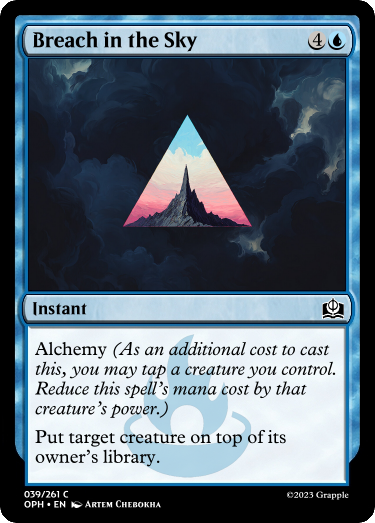 Breach in the Sky 4
Instant
Alchemy (As an additional cost to cast
this, you may tap a creature you control.
Reduce this spell's mana cost by that
creature's power.)
Put target creature on top of its
owner's library.
039/261 C
OPH • EN Artem Chebokha
©2023 Grapple